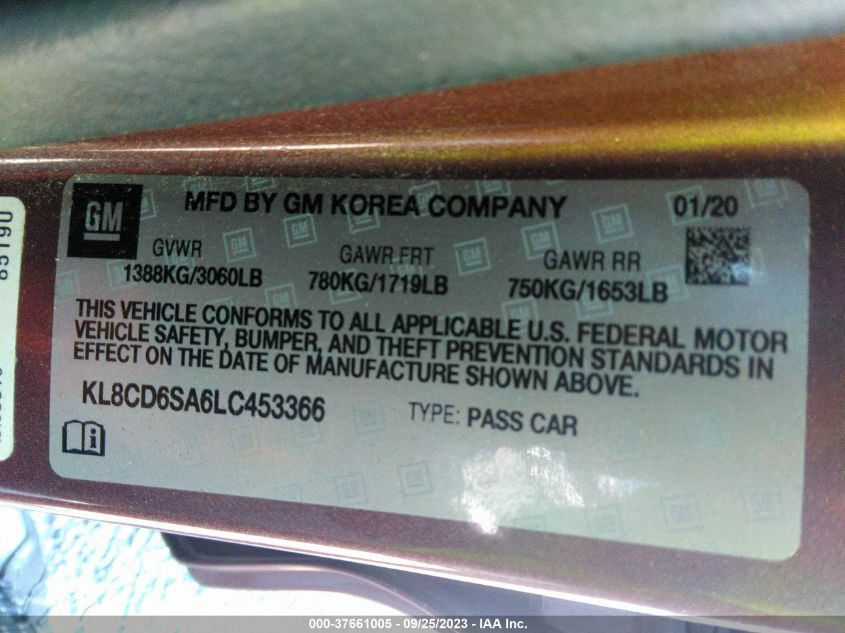 GM
MFD BY GM KOREA COMPANY 01/20
GVWR GAWR FRT GAWR RR
1388KG/3060LB 780KG/1719LB 750KG/1653LB
THIS VEHICLE CONFORMS TO ALL APPLICABLE U.S. FEDERAL MOTOR
VEHICLE SAFETY, BUMPER, AND THEFT PREVENTION STANDARDS IN
EFFECT ON THE DATE OF MANUFACTURE SHOWN ABOVE.
KL8CD6SA6LC453366 TYPE: PASS CAR
000-37661005 - 09/25/2023 - IAA Inc.